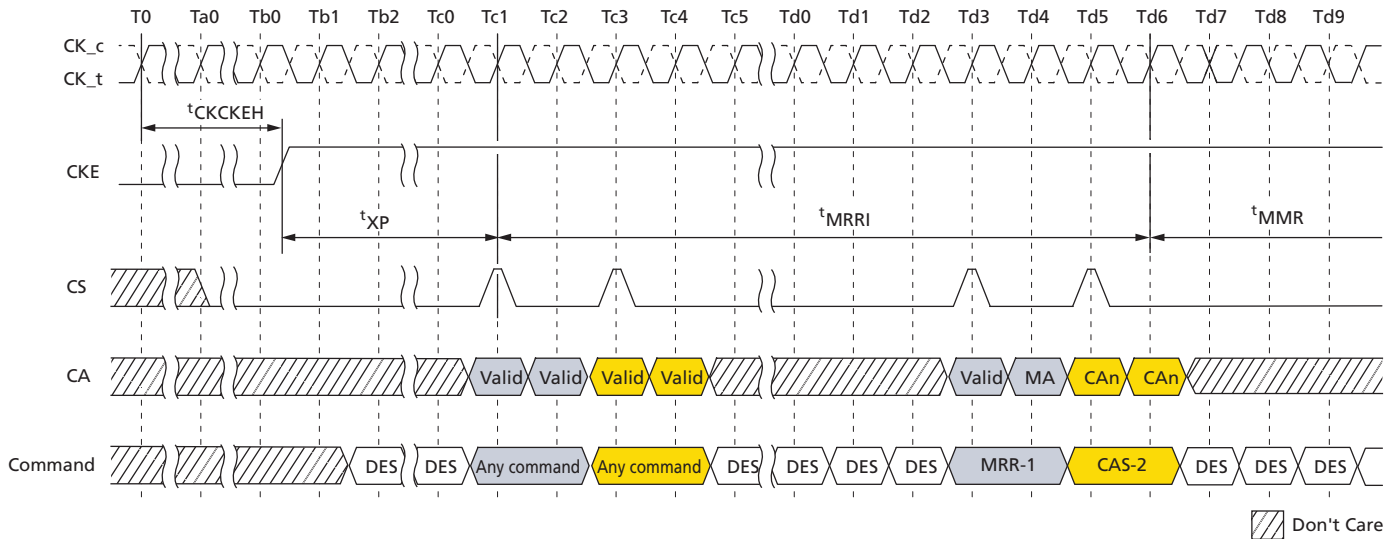 T0 Ta0 Tb0 Tb1 Tb2 Tc0 Tc1 Tc2 Tc3 Tc4 Tc5 Td0 Td1 Td2 Td3 Td4 Td5 Td6 Td7 Td8 Td9
CK_c
CK_t
tCKCKEH
CKE
tXP tMRRI tMMR
CS
CA Valid Valid Valid Valid Valid MA CAn CAn
Command DES DES Any command Any command DES DES DES DES MRR-1 CAS-2 DES DES DES
Don't Care